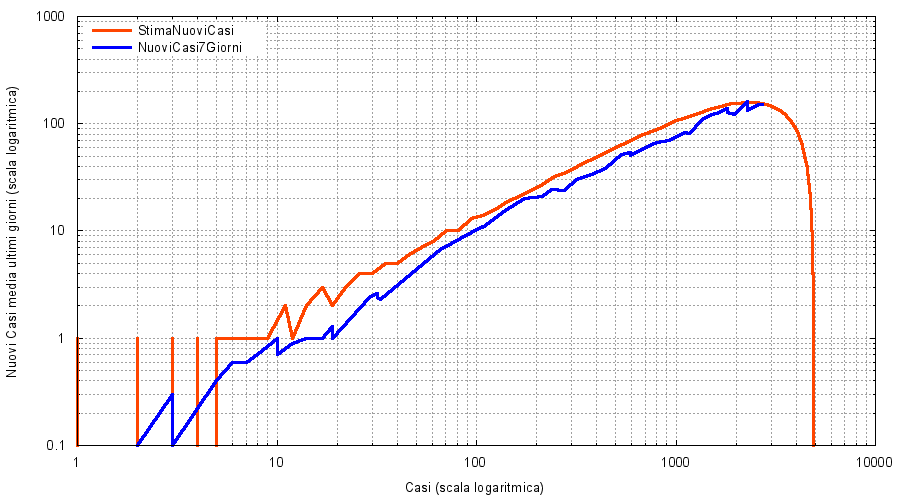 1000
StimaNuoviCasi
NuoviCasi7Giorni
100
Nuovi Casi media ultimi giorni (scala logaritmica)
10
1
0.1
1 10 100 1000 10000
Casi (scala logaritmica)